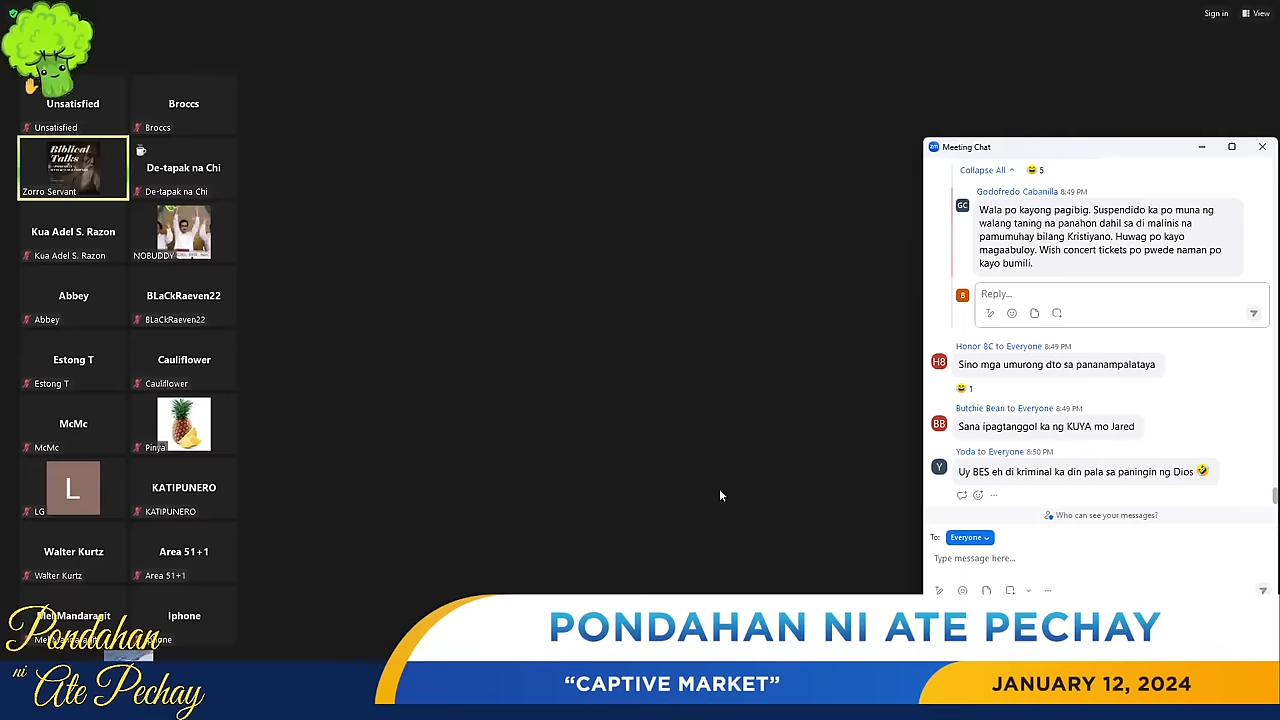 Sign in
View
Unsatisfied
Broccs
Unsatisfied
Broccs
Biblical
Talks
De-tapak na Chi
Zorro Servant
De-tapak na Chi
Kua Adel S. Razon
Kua Adel S. Razon
NOBUDDY
Abbey
BLaCkRaeven22
Abbey
BLaCkRaeven22
Estong T
Cauliflower
Estong T
Cauliflower
McMc
McMc
Pinya
L
KATIPUNERO
LG
KATIPUNERO
Walter Kurtz
Area 51+1
Walter Kurtz
Area 51+1
Iphone
Pondahan
ni Ate Pechay
zm
Meeting Chat
Collapse All
5
Godofredo Cabanilla 8:49 PM
GC
Wala po kayong pagibig. Suspendido ka po muna ng
walang taning na panahon dahil sa di malinis na
pamumuhay bilang Kristiyano. Huwag po kayo
magaabuloy. Wish concert tickets po pwede naman po
kayo bumili.
B
Reply...
Honor 8C to Everyone 8:49 PM
H8
Sino mga umurong dto sa pananampalataya
1
Butchie Bean to Everyone 8:49 PM
BB
Sana ipagtanggol ka ng KUYA mo Jared
Yoda to Everyone 8:50 PM
Y
Uy BES eh di kriminal ka din pala sa paningin ng Dios 🤣
Who can see your messages?
To: Everyone
Type message here...
PONDAHAN NI ATE PECHAY
“CAPTIVE MARKET”
JANUARY 12, 2024